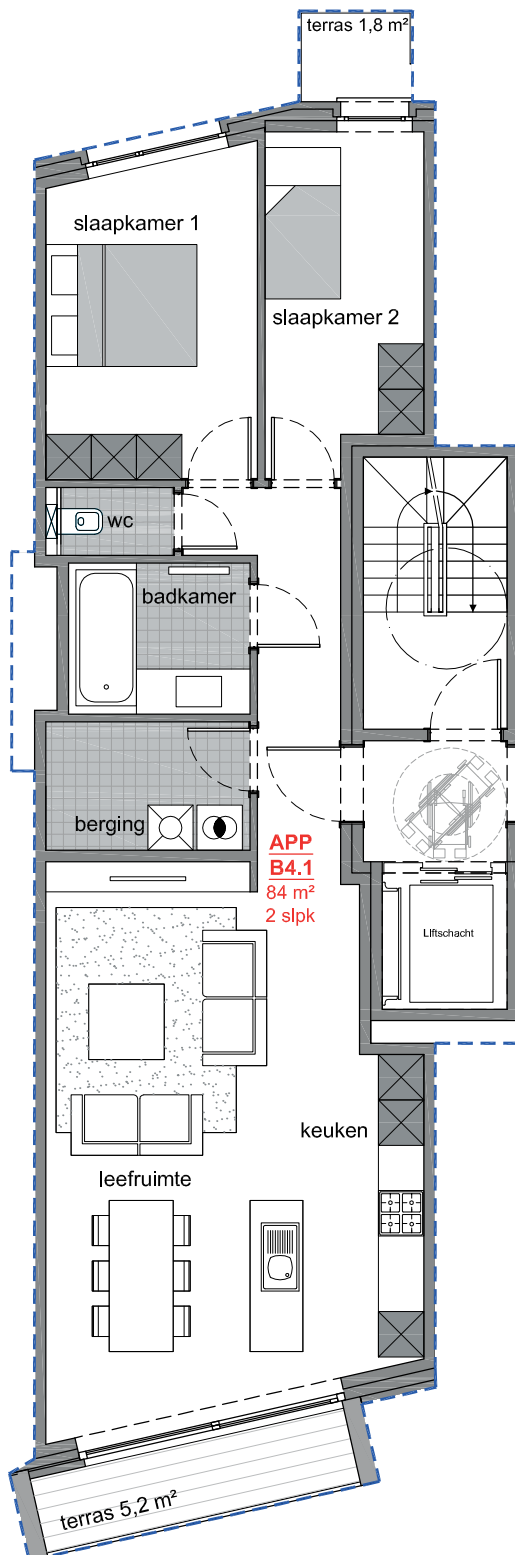 terras 1,8 m²
slaapkamer 1
slaapkamer 2
wc
badkamer
berging
APP
B4.1
84 m²
2 slpk
Liftschacht
keuken
leefruimte
terras 5,2 m²